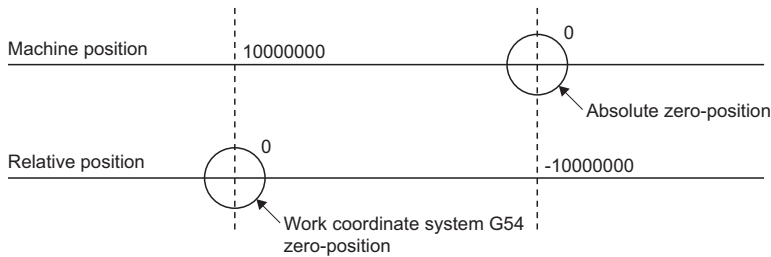 0
Machine position
10000000
Absolute zero-position
0
Relative position
-10000000
Work coordinate system G54
zero-position